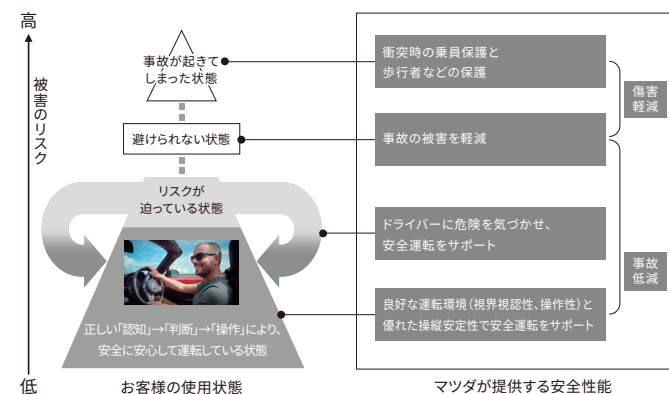 高
被害のリスク
低
事故が起きて
しまった状態
避けられない状態
リスクが
迫っている状態
正しい「認知」→「判断」→「操作」により、
安全に安心して運転している状態
お客様の使用状態
衝突時の乗員保護と
歩行者などの保護
事故の被害を軽減
ドライバーに危険を気づかせ、
安全運転をサポート
良好な運転環境（視界視認性、操作性）と
優れた操縦安定性で安全運転をサポート
傷害
軽減
事故
低減
マツダが提供する安全性能